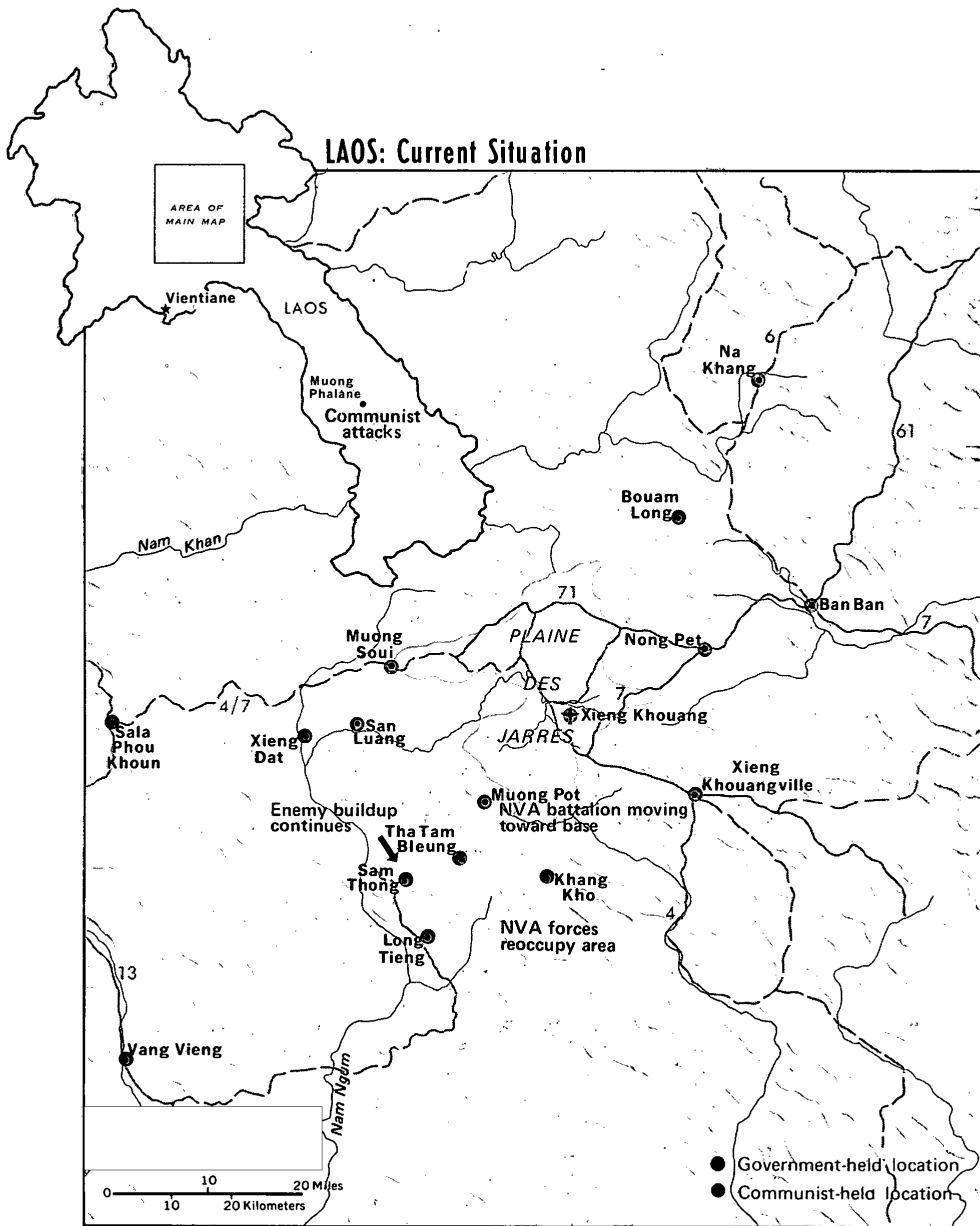 LAOS: Current Situation
AREA OF
MAIN MAP
Vientiane
LAOS
Muong
Phalane
Communist
attacks
Na
Khang
6
61
Bouam
Long
Nam Khan
71
Ban Ban
7
Muong
Soui
PLAINE
Nong Pet
DES
7
4/7
Xieng Khouang
Sala
Phou
Khoun
Xieng
Dat
San
Luang
JARRES
Xieng
Khouangville
Muong Pot
NVA battalion moving
toward base
Enemy buildup
continues
Tha Tam
Bleung
Sam
Thong
Khang
Kho
4
Long
Tieng
NVA forces
reoccupy area
13
Vang Vieng
Nam Ngum
Government-held location
Communist-held location
0 10 20 Miles
10 20 Kilometers